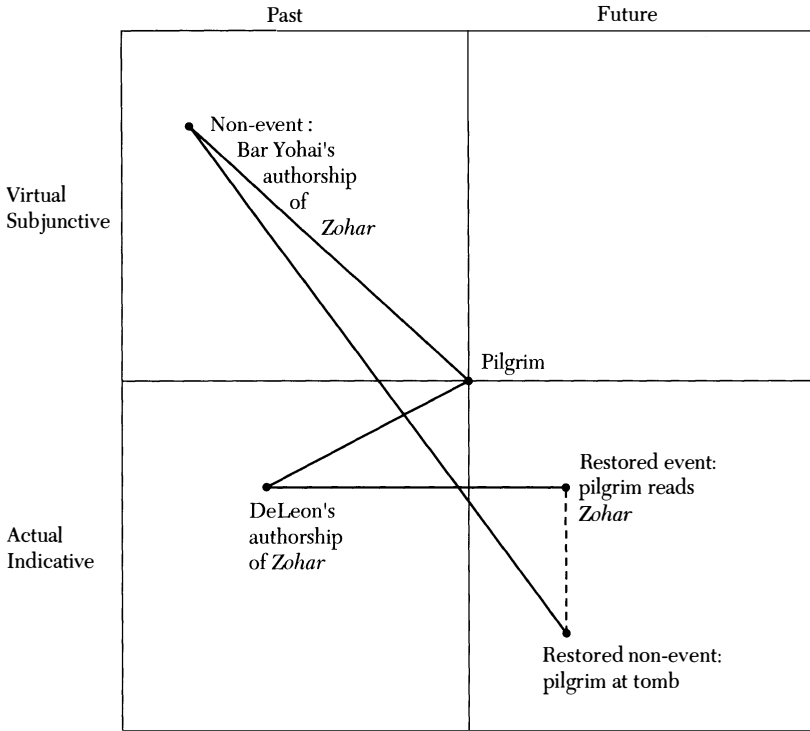 Past
Future
Non-event :
Bar Yohai's
authorship
of
Zohar
Virtual
Subjunctive
Pilgrim
Restored event:
pilgrim reads
Zohar
DeLeon's
authorship
of Zohar
Actual
Indicative
Restored non-event:
pilgrim at tomb